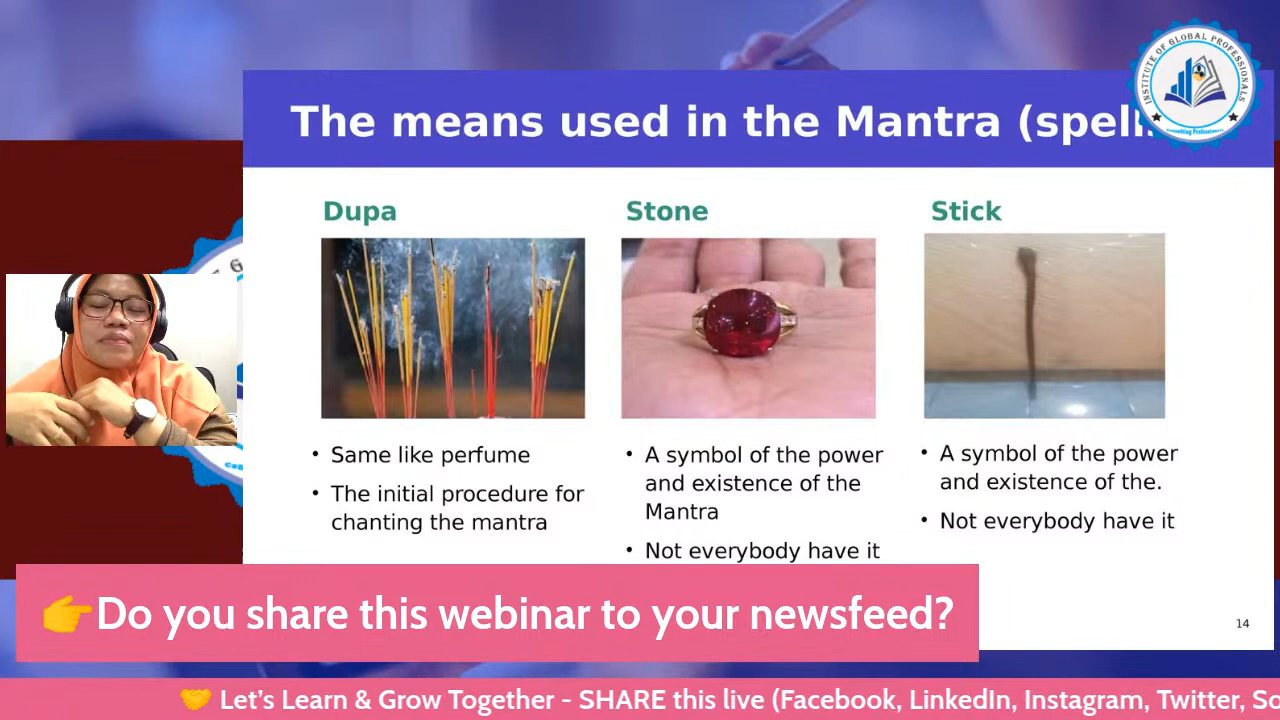 The means used in the Mantra (spell
INSTITUTE OF GLOBAL PROFESSIONALS
Consulting Professionals
Dupa
Stone
Stick
• Same like perfume
• The initial procedure for
chanting the mantra
• A symbol of the power
and existence of the
Mantra
• Not everybody have it
• A symbol of the power
and existence of the.
• Not everybody have it
14
👉Do you share this webinar to your newsfeed?
🤝 Let's Learn & Grow Together - SHARE this live (Facebook, LinkedIn, Instagram, Twitter, So